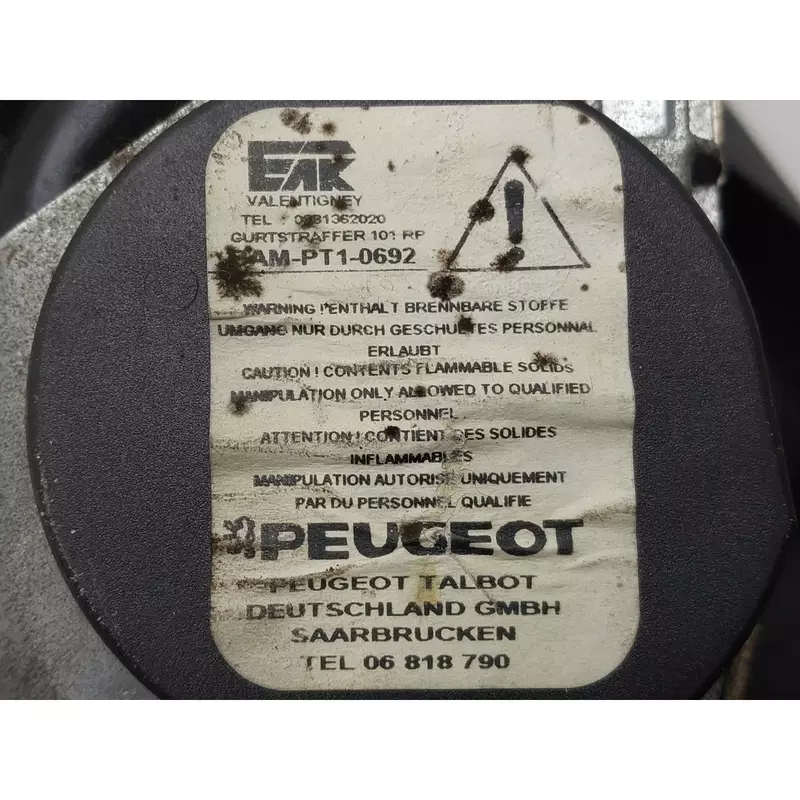 VALENTIGNEY
TEL
GURTSTRAFFER 101 RP
AM-PT1-0692
WARNING ! ENTHALT BRENNBARE STOFFE
UMGANG NUR DURCH GESCHULTES PERSONNAL
ERLAUBT
CAUTION ! CONTENTS FLAMMABLE SOLIDS
MANIPULATION ONLY ALLOWED TO QUALIFIED
PERSONNEL
ATTENTION ! CONTIENT DES SOLIDES
INFLAMMABLES
MANIPULATION AUTORISE UNIQUEMENT
PAR DU PERSONNEL QUALIFIE
PEUGEOT
PEUGEOT TALBOT
DEUTSCHLAND GMBH
SAARBRUCKEN
TEL 06 818 790